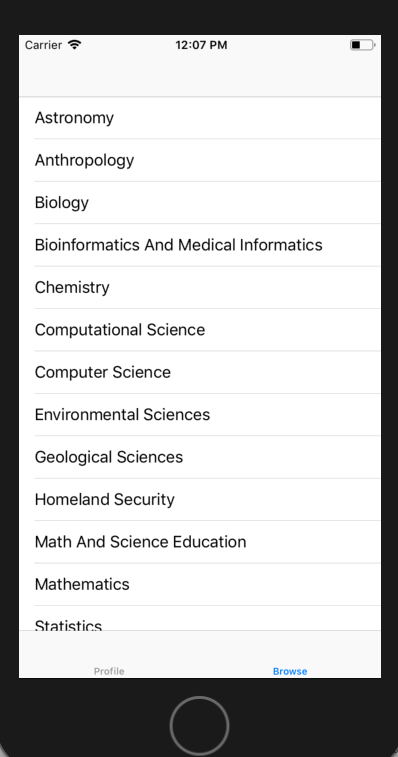 Carrier 12:07 PM
Astronomy
Anthropology
Biology
Bioinformatics And Medical Informatics
Chemistry
Computational Science
Computer Science
Environmental Sciences
Geological Sciences
Homeland Security
Math And Science Education
Mathematics
Statistics
Profile Browse